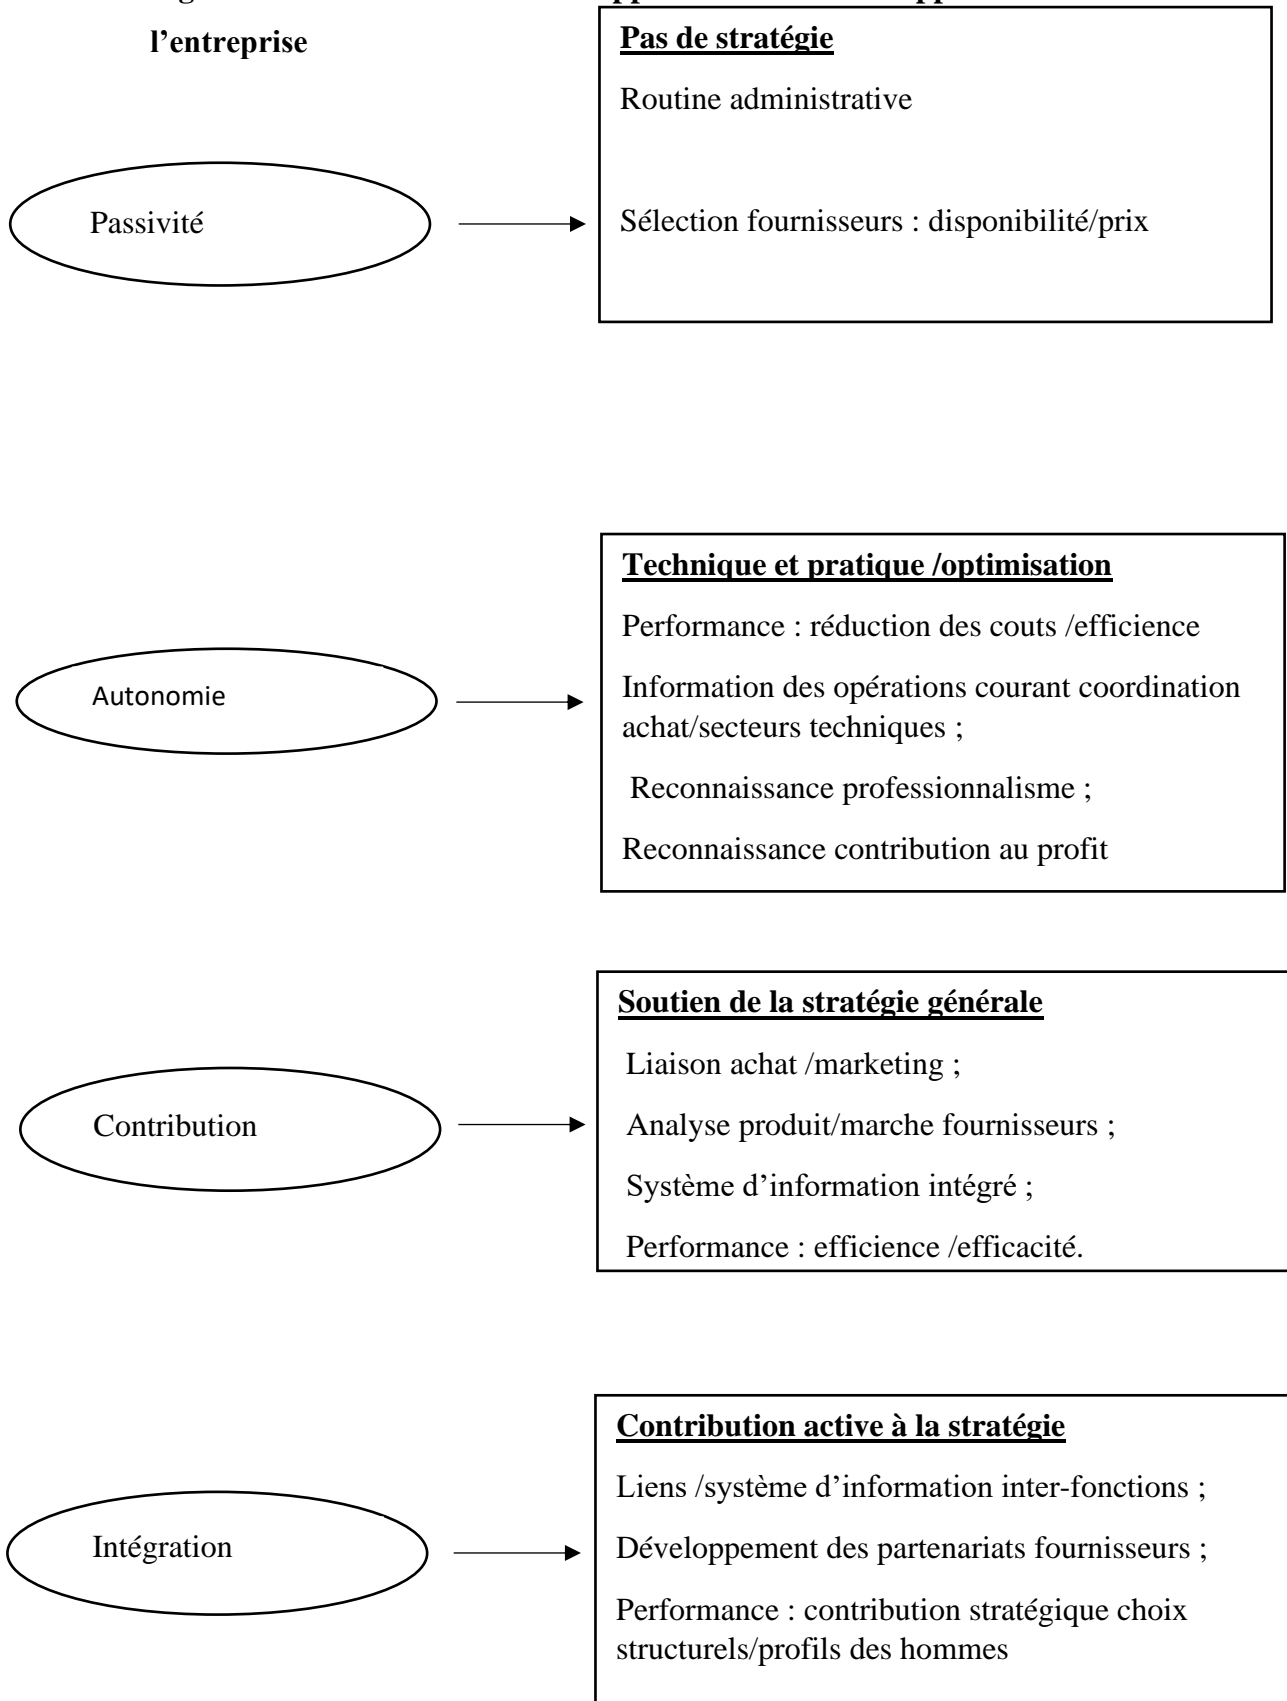 l’entreprise
Pas de stratégie
Routine administrative
Passivité
Sélection fournisseurs : disponibilité/prix
Technique et pratique /optimisation
Performance : réduction des couts /efficience
Autonomie
Information des opérations courant coordination
achat/secteurs techniques ;
Reconnaissance professionnalisme ;
Reconnaissance contribution au profit
Soutien de la stratégie générale
Liaison achat /marketing ;
Contribution
Analyse produit/marche fournisseurs ;
Système d’information intégré ;
Performance : efficience /efficacité.
Contribution active à la stratégie
Liens /système d’information inter-fonctions ;
Intégration
Développement des partenariats fournisseurs ;
Performance : contribution stratégique choix
structurels/profils des hommes